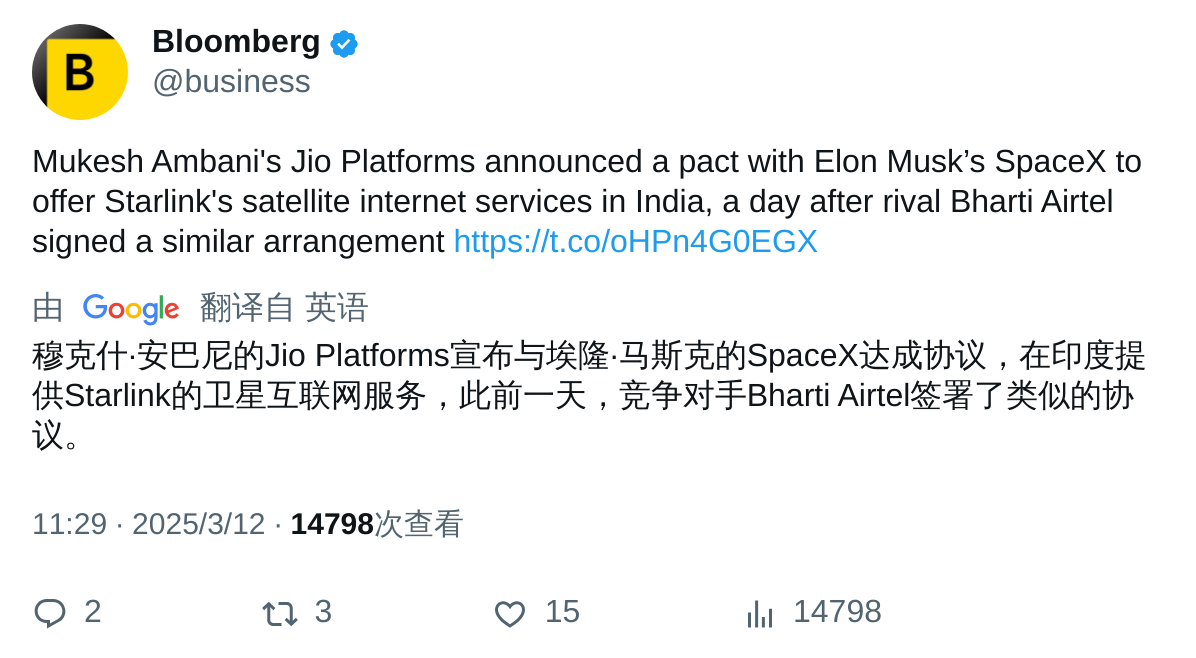 B
Bloomberg
@business
Mukesh Ambani's Jio Platforms announced a pact with Elon Musk’s SpaceX to
offer Starlink's satellite internet services in India, a day after rival Bharti Airtel
signed a similar arrangement https://t.co/oHPn4G0EGX
由 Google 翻译自 英语
穆克什·安巴尼的Jio Platforms宣布与埃隆·马斯克的SpaceX达成协议，在印度提
供Starlink的卫星互联网服务，此前一天，竞争对手Bharti Airtel签署了类似的协
议。
11:29 · 2025/3/12 · 14798次查看
2 3 15 14798